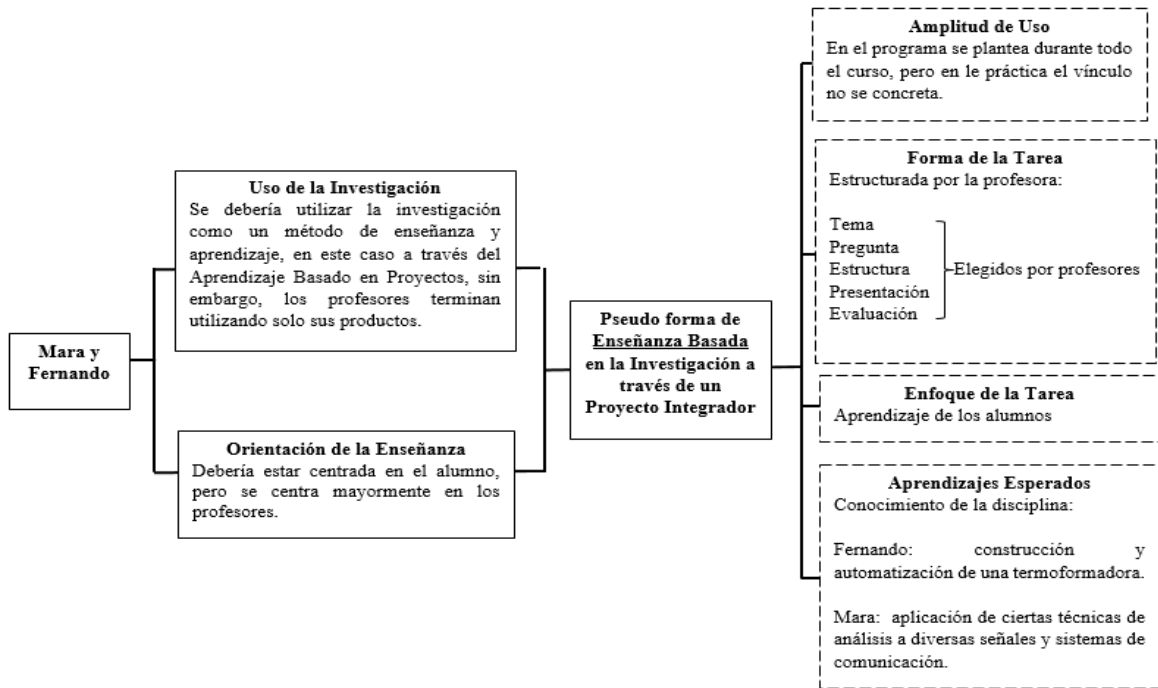 Mara y
Fernando
Uso de la Investigación
Se debería utilizar la investigación
como un método de enseñanza y
aprendizaje, en este caso a través del
Aprendizaje Basado en Proyectos, sin
embargo, los profesores terminan
utilizando solo sus productos.
Orientación de la Enseñanza
Debería estar centrada en el alumno,
pero se centra mayormente en los
profesores.
Pseudo forma de
Enseñanza Basada
en la Investigación a
través de un
Proyecto Integrador
Amplitud de Uso
En el programa se plantea durante todo
el curso, pero en le práctica el vínculo
no se concreta.
Forma de la Tarea
Estructurada por la profesora:
Tema
Pregunta
Estructura
Presentación
Evaluación
Elegidos por profesores
Enfoque de la Tarea
Aprendizaje de los alumnos
Aprendizajes Esperados
Conocimiento de la disciplina:
Fernando: construcción y
automatización de una termoformadora.
Mara: aplicación de ciertas técnicas de
análisis a diversas señales y sistemas de
comunicación.